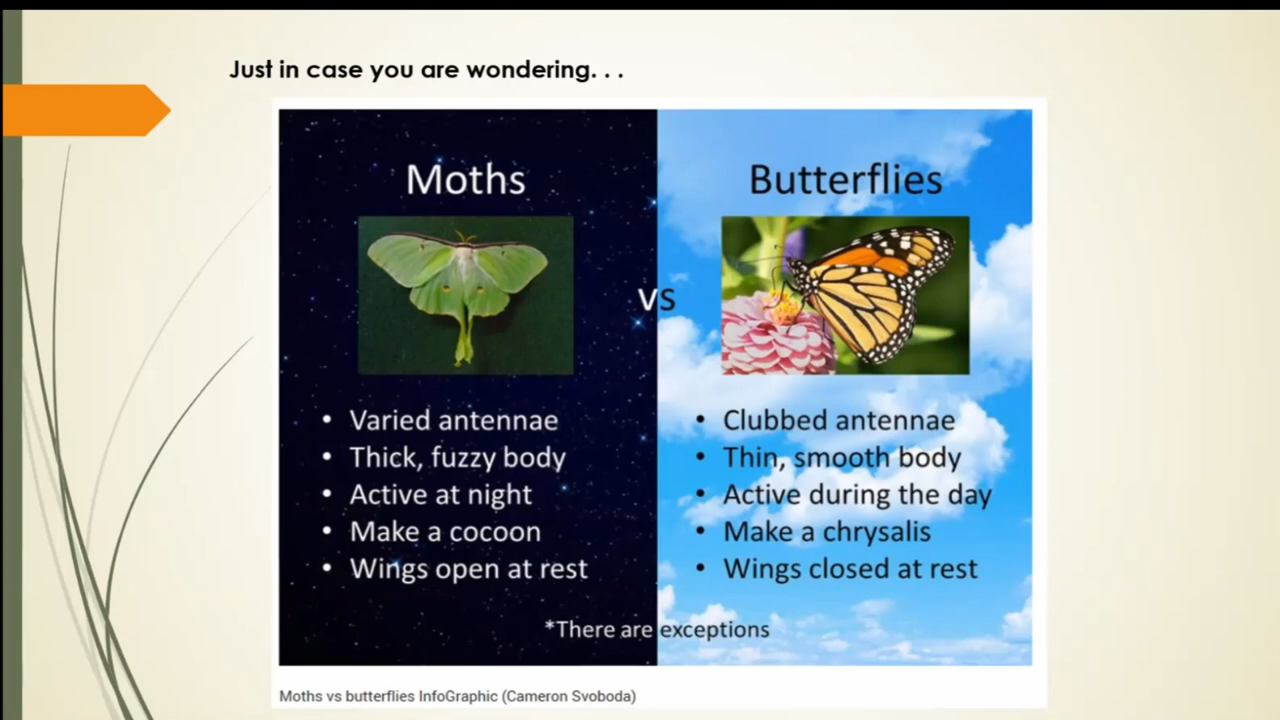 Just in case you are wondering. . .
Moths
Butterflies
vs
• Varied antennae
• Thick, fuzzy body
• Active at night
• Make a cocoon
• Wings open at rest
• Clubbed antennae
• Thin, smooth body
• Active during the day
• Make a chrysalis
• Wings closed at rest
*There are exceptions
Moths vs butterflies InfoGraphic (Cameron Svoboda)